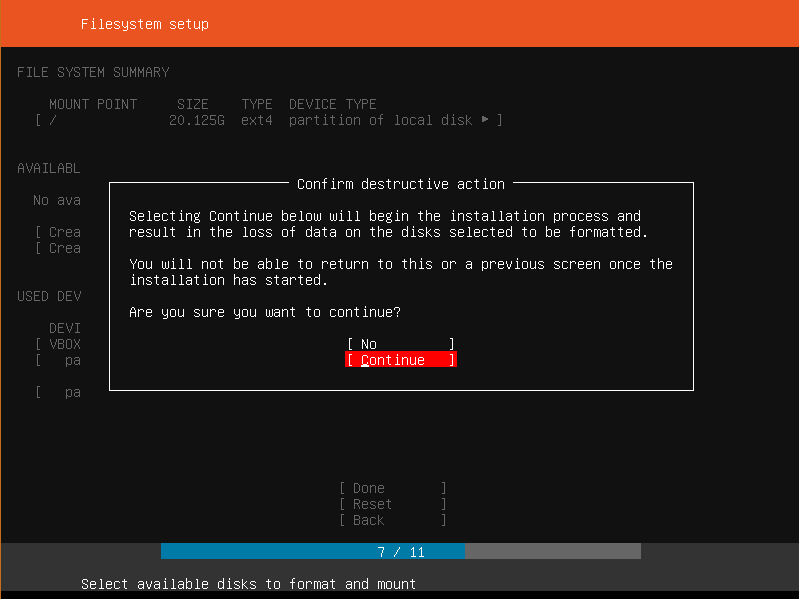 Filesystem setup
FILE SYSTEM SUMMARY
MOUNT POINT SIZE TYPE DEVICE TYPE
[ / 20.125G ext4 partition of local disk ▸ ]
AVAILABL
No ava
[ Crea
[ Crea
USED DEV
DEVI
[ VBOX
[ pa
[ pa
Confirm destructive action
Selecting Continue below will begin the installation process and
result in the loss of data on the disks selected to be formatted.
You will not be able to return to this or a previous screen once the
installation has started.
Are you sure you want to continue?
[ No ]
[ Continue ]
[ Done ]
[ Reset ]
[ Back ]
7 / 11
Select available disks to format and mount